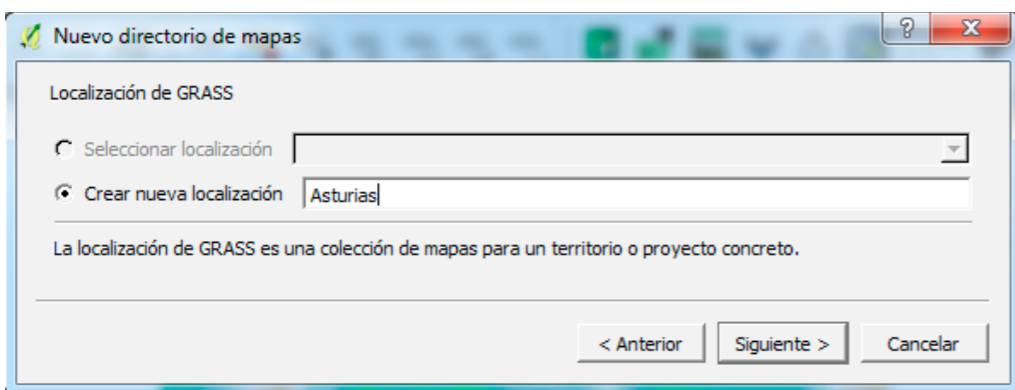 Nuevo directorio de mapas
Localización de GRASS
Seleccionar localización
Crear nueva localización Asturias
La localización de GRASS es una colección de mapas para un territorio o proyecto concreto.
< Anterior Siguiente > Cancelar